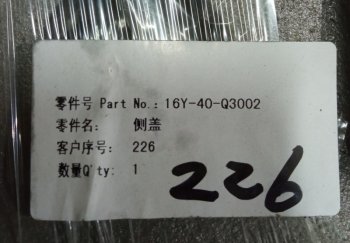 零件号 Part No.: 16Y-40-Q3002
零件名: 侧盖
客户序号: 226
数量Q'ty: 1
226